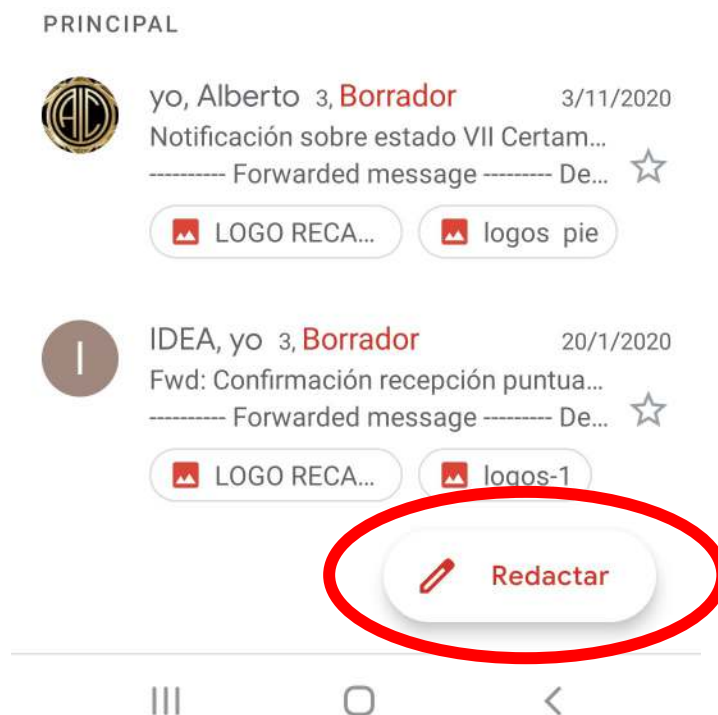 PRINCIPAL
yo, Alberto 3, Borrador 3/11/2020
Notificación sobre estado VII Certam...
---------- Forwarded message --------- De...
LOGO RECA... logos pie
I
IDEA, yo 3, Borrador 20/1/2020
Fwd: Confirmación recepción puntua...
---------- Forwarded message --------- De...
LOGO RECA... logos-1
Redactar